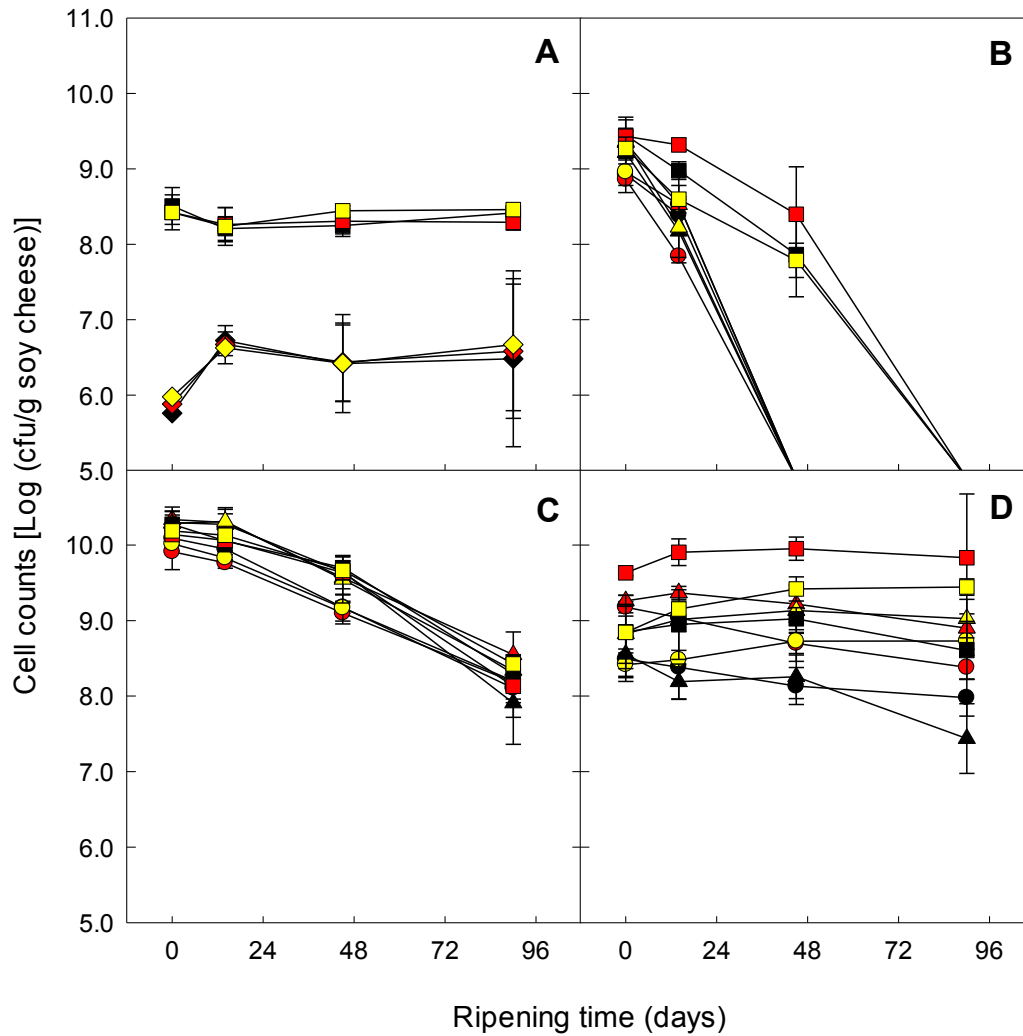 11.0
A
B
10.0
9.0
8.0
7.0
6.0
5.0
C
D
10.0
9.0
8.0
7.0
6.0
5.0
0 24 48 72 96 0 24 48 72 96
Cell counts [Log (cfu/g soy cheese)]
Ripening time (days)